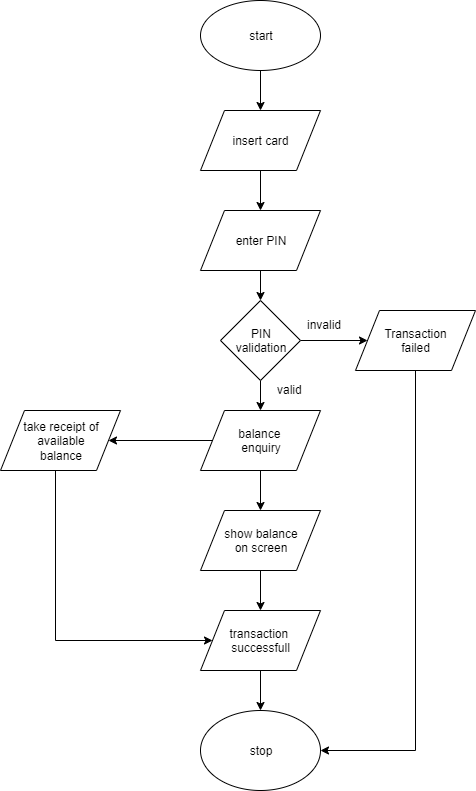 start
insert card
enter PIN
PIN
validation
invalid
Transaction
failed
valid
take receipt of
available
balance
balance
enquiry
show balance
on screen
transaction
successfull
stop